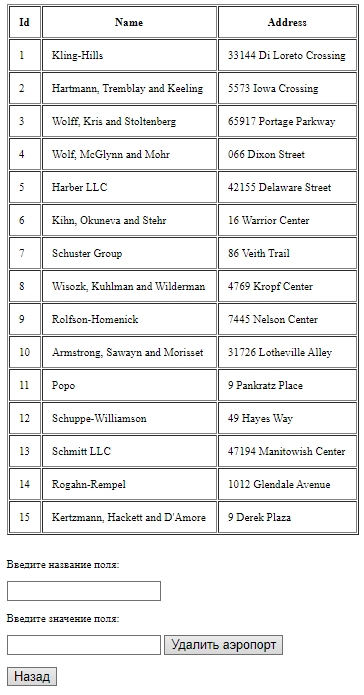 Id Name Address
1 Kling-Hills 33144 Di Loreto Crossing
2 Hartmann, Tremblay and Keeling 5573 Iowa Crossing
3 Wolff, Kris and Stoltenberg 65917 Portage Parkway
4 Wolf, McGlynn and Mohr 066 Dixon Street
5 Harber LLC 42155 Delaware Street
6 Kihn, Okuneva and Stehr 16 Warrior Center
7 Schuster Group 86 Veith Trail
8 Wisozk, Kuhlman and Wilderman 4769 Kropf Center
9 Rolfson-Homenick 7445 Nelson Center
10 Armstrong, Sawayn and Morisset 31726 Lotheville Alley
11 Popo 9 Pankratz Place
12 Schuppe-Williamson 49 Hayes Way
13 Schmitt LLC 47194 Manitowish Center
14 Rogahn-Rempel 1012 Glendale Avenue
15 Kertzmann, Hackett and D'Amore 9 Derek Plaza
Введите название поля:
Введите значение поля:
Удалить аэропорт
Назад